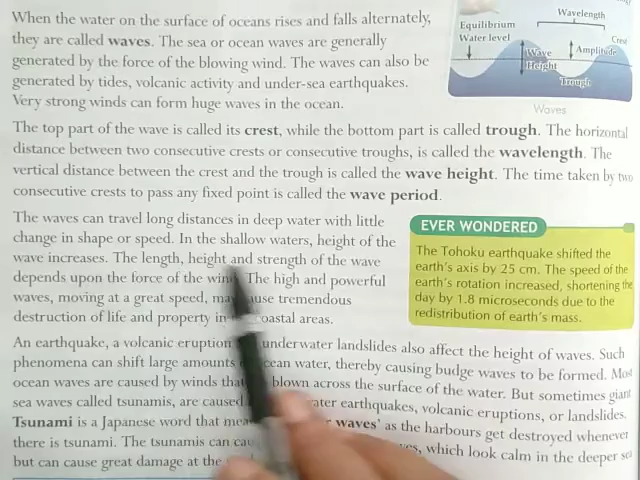 When the water on the surface of oceans rises and falls alternately,
they are called waves. The sea or ocean waves are generally
generated by the force of the blowing wind. The waves can also be
generated by tides, volcanic activity and under-sea earthquakes.
Very strong winds can form huge waves in the ocean.
Wavelength
Equilibrium
Water level
Crest
Wave
Height
Amplitude
Trough
Waves
The top part of the wave is called its crest, while the bottom part is called trough. The horizontal
distance between two consecutive crests or consecutive troughs, is called the wavelength. The
vertical distance between the crest and the trough is called the wave height. The time taken by two
consecutive crests to pass any fixed point is called the wave period.
The waves can travel long distances in deep water with little
change in shape or speed. In the shallow waters, height of the
wave increases. The length, height and strength of the wave
depends upon the force of the wind. The high and powerful
waves, moving at a great speed, may cause tremendous
destruction of life and property in coastal areas.
EVER WONDERED
The Tohoku earthquake shifted the
earth's axis by 25 cm. The speed of the
earth's rotation increased, shortening the
day by 1.8 microseconds due to the
redistribution of earth's mass.
An earthquake, a volcanic eruption underwater landslides also affect the height of waves. Such
phenomena can shift large amounts ocean water, thereby causing budge waves to be formed. Most
ocean waves are caused by winds that blown across the surface of the water. But sometimes giant
sea waves called tsunamis, are caused earthquakes, volcanic eruptions, or landslides.
Tsunami is a Japanese word that waves' as the harbours get destroyed whenever
there is tsunami. The tsunamis can which look calm in the deeper sea
but can cause great damage at the